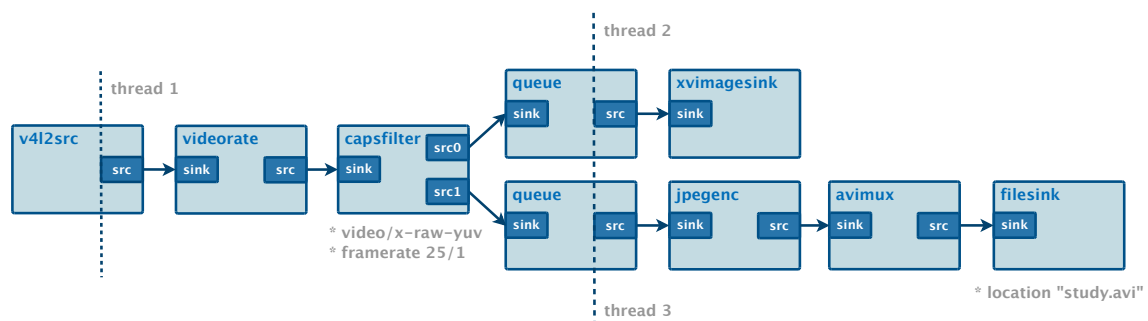 thread 2
thread 1
queue
xvimagesink
sink
src
sink
v4l2src
videorate
capsfilter
src0
src
sink
src
sink
src1
queue
jpegenc
avimux
filesink
sink
src
sink
src
sink
src
sink
* video/x-raw-yuv
* framerate 25/1
* location "study.avi"
thread 3